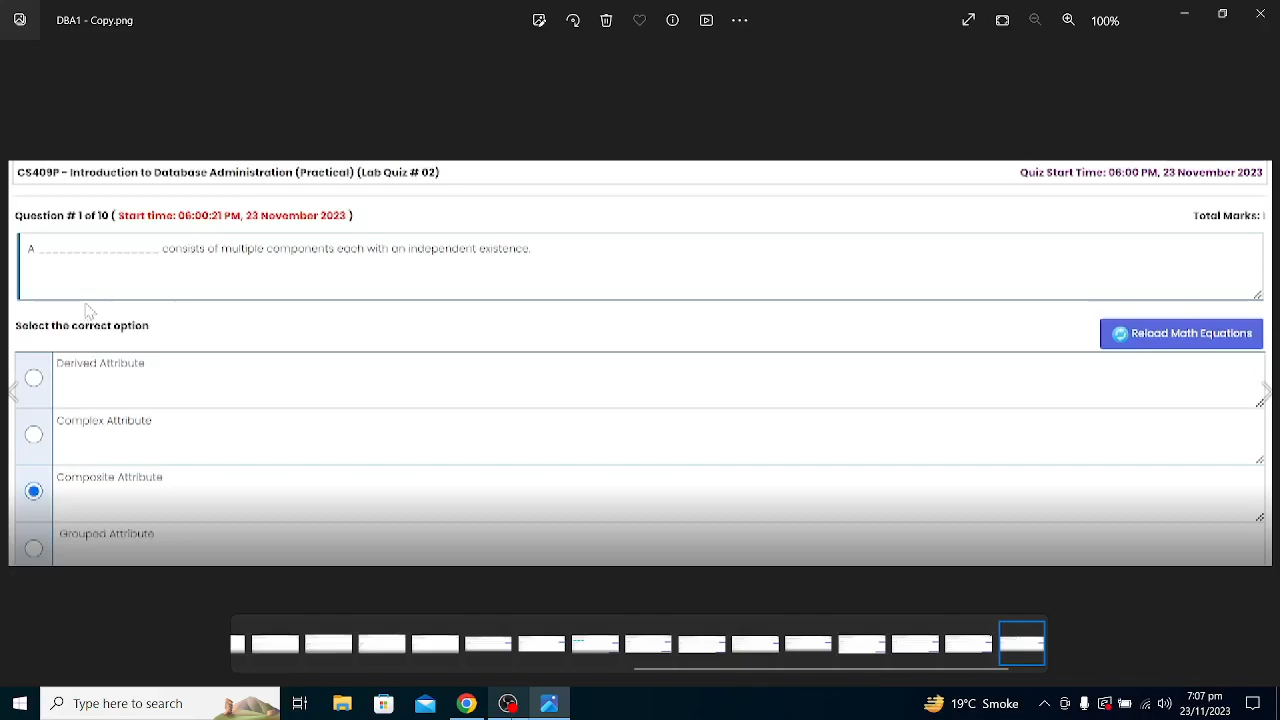 DBA1 - Copy.png
100%
CS409P - Introduction to Database Administration (Practical) (Lab Quiz # 02)
Quiz Start Time: 06:00 PM, 23 November 2023
Question # 1 of 10 ( Start time: 06:00:21 PM, 23 November 2023 )
Total Marks: 1
A _________________ consists of multiple components each with an independent existence.
Select the correct option
Reload Math Equations
Derived Attribute
Complex Attribute
Composite Attribute
Grouped Attribute
Type here to search
19°C Smoke
7:07 pm
23/11/2023